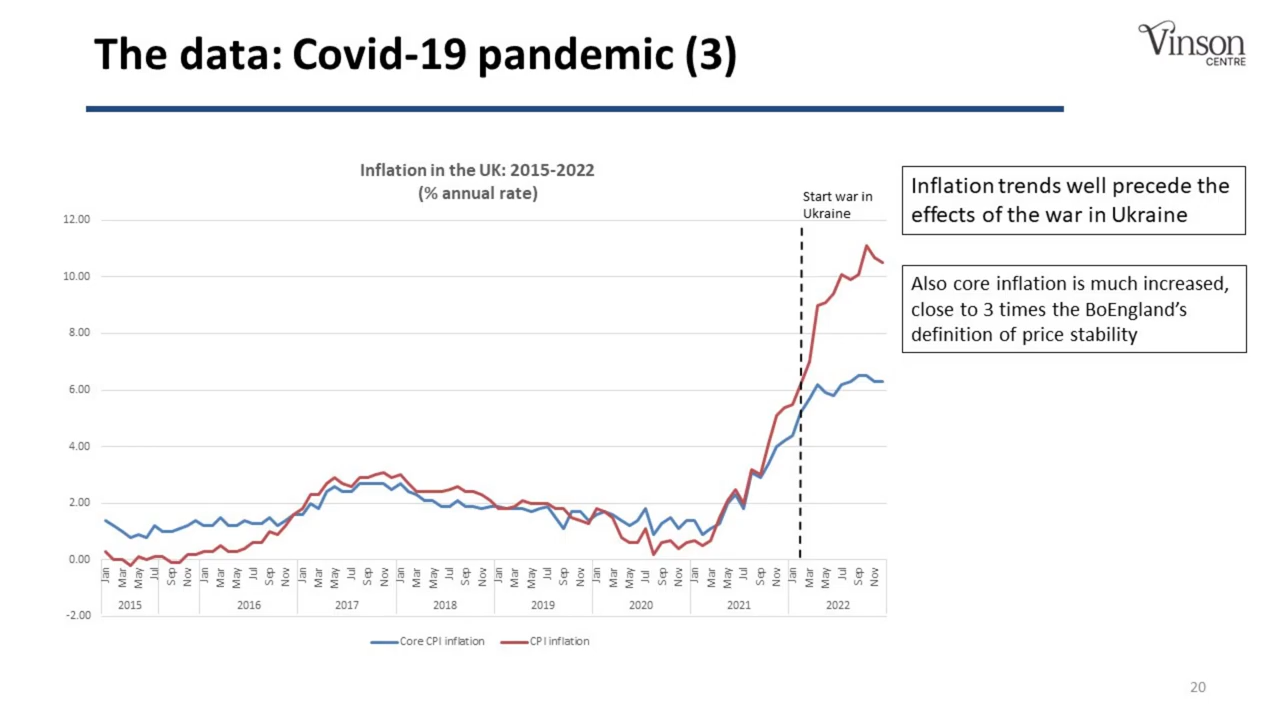 The data: Covid-19 pandemic (3)
Vinson
CENTRE
Inflation in the UK: 2015-2022
(% annual rate)
Start war in
Ukraine
Inflation trends well precede the
effects of the war in Ukraine
Also core inflation is much increased,
close to 3 times the BoEngland's
definition of price stability
12.00
10.00
8.00
6.00
4.00
2.00
0.00
-2.00
Jan Mar May Jul Sep Nov Jan Mar May Jul Sep Nov Jan Mar May Jul Sep Nov Jan Mar May Jul Sep Nov Jan Mar May Jul Sep Nov Jan Mar May Jul Sep Nov Jan Mar May Jul Sep Nov Jan Mar May Jul Sep Nov
2015 2016 2017 2018 2019 2020 2021 2022
Core CPI inflation CPI inflation
20